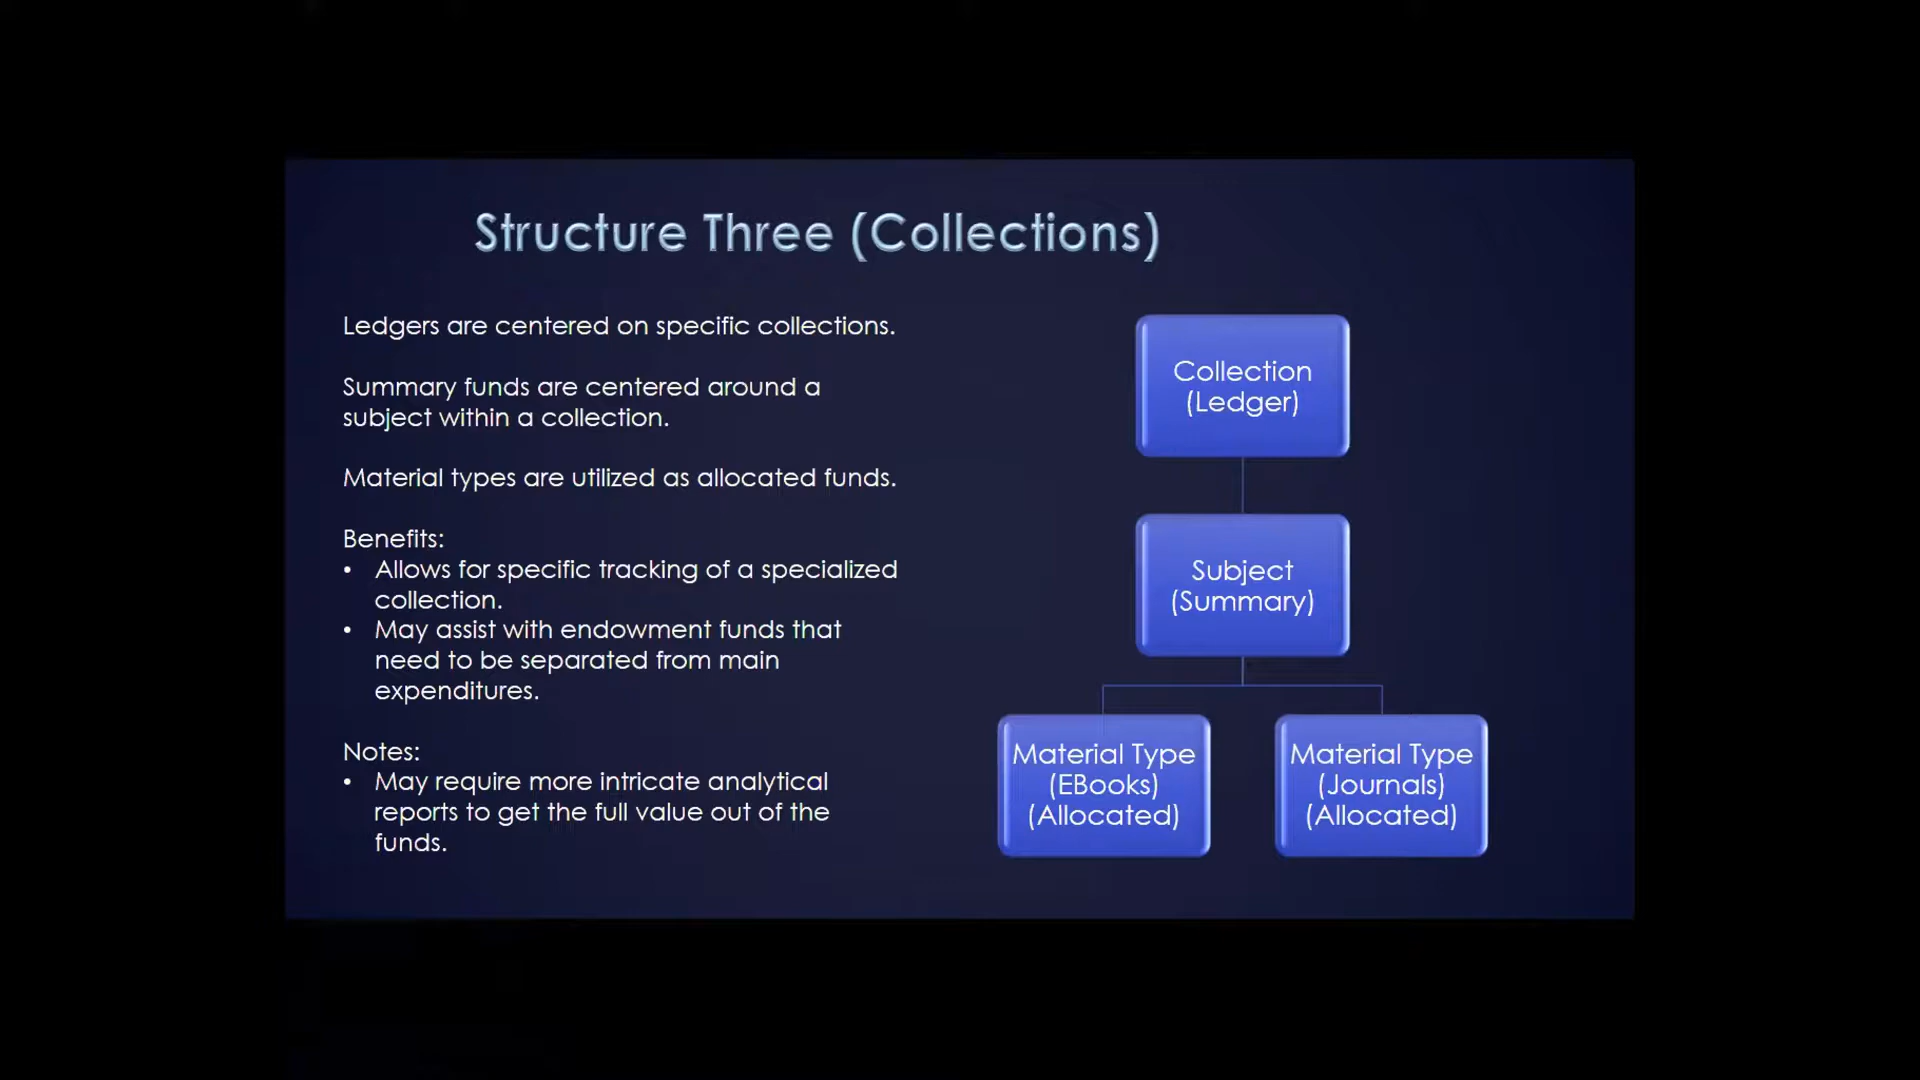 Structure Three (Collections)
Ledgers are centered on specific collections.
Summary funds are centered around a
subject within a collection.
Material types are utilized as allocated funds.
Benefits:
• Allows for specific tracking of a specialized
collection.
• May assist with endowment funds that
need to be separated from main
expenditures.
Notes:
• May require more intricate analytical
reports to get the full value out of the
funds.
Collection
(Ledger)
Subject
(Summary)
Material Type
(EBooks)
(Allocated)
Material Type
(Journals)
(Allocated)